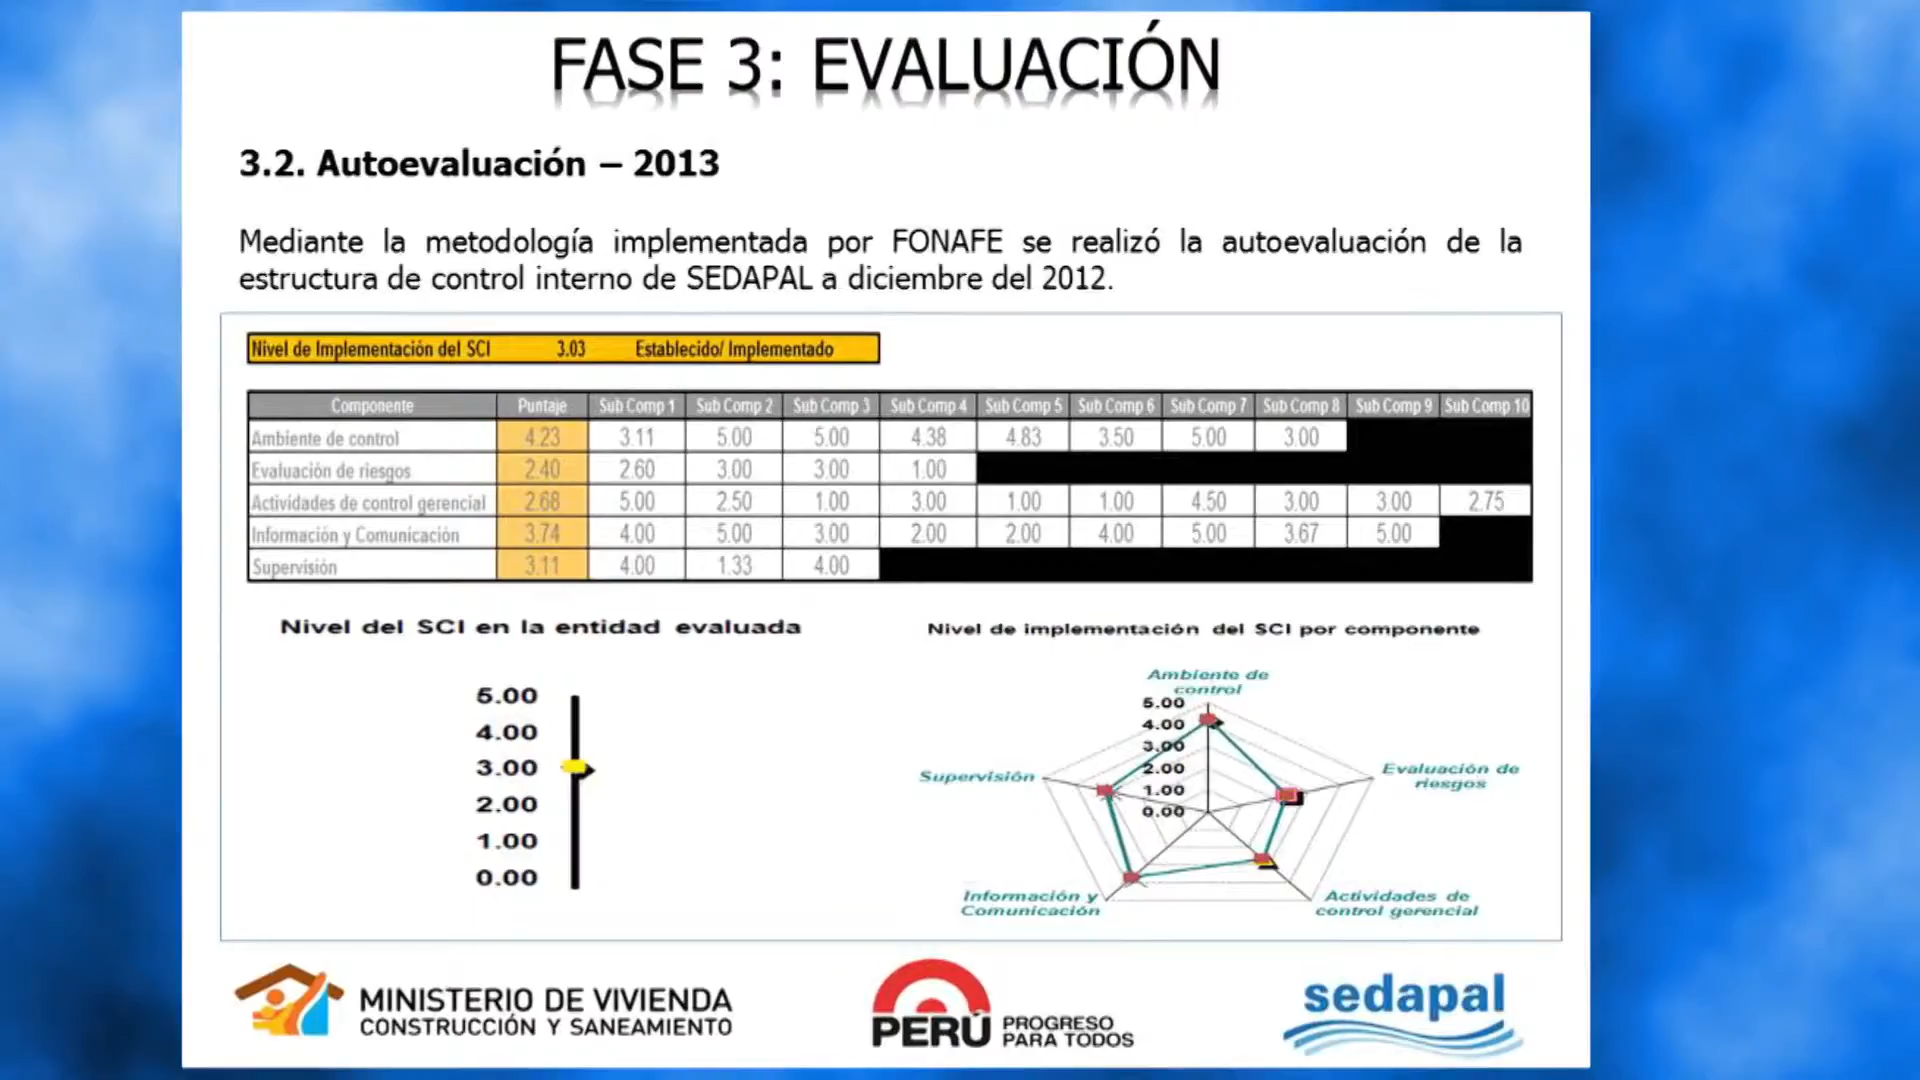 FASE 3: EVALUACIÓN
3.2. Autoevaluación – 2013
Mediante la metodología implementada por FONAFE se realizó la autoevaluación de la
estructura de control interno de SEDAPAL a diciembre del 2012.
Nivel de Implementación del SCI 3.03 Establecido/ Implementado
Componente Puntaje Sub Comp 1 Sub Comp 2 Sub Comp 3 Sub Comp 4 Sub Comp 5 Sub Comp 6 Sub Comp 7 Sub Comp 8 Sub Comp 9 Sub Comp 10
Ambiente de control 4.23 3.11 5.00 5.00 4.38 4.83 3.50 5.00 3.00
Evaluación de riesgos 2.40 2.60 3.00 3.00 1.00
Actividades de control gerencial 2.68 5.00 2.50 1.00 3.00 1.00 1.00 4.50 3.00 3.00 2.75
Información y Comunicación 3.74 4.00 5.00 3.00 2.00 2.00 4.00 5.00 3.67 5.00
Supervisión 3.11 4.00 1.33 4.00
Nivel del SCI en la entidad evaluada
5.00
4.00
3.00
2.00
1.00
0.00
Nivel de implementación del SCI por componente
Ambiente de
control
5.00
4.00
3.00
2.00
1.00
0.00
Evaluación de
riesgos
Supervisión
Información y
Comunicación
Actividades de
control gerencial
MINISTERIO DE VIVIENDA
CONSTRUCCIÓN Y SANEAMIENTO
PERÚ PROGRESO
PARA TODOS
sedapal